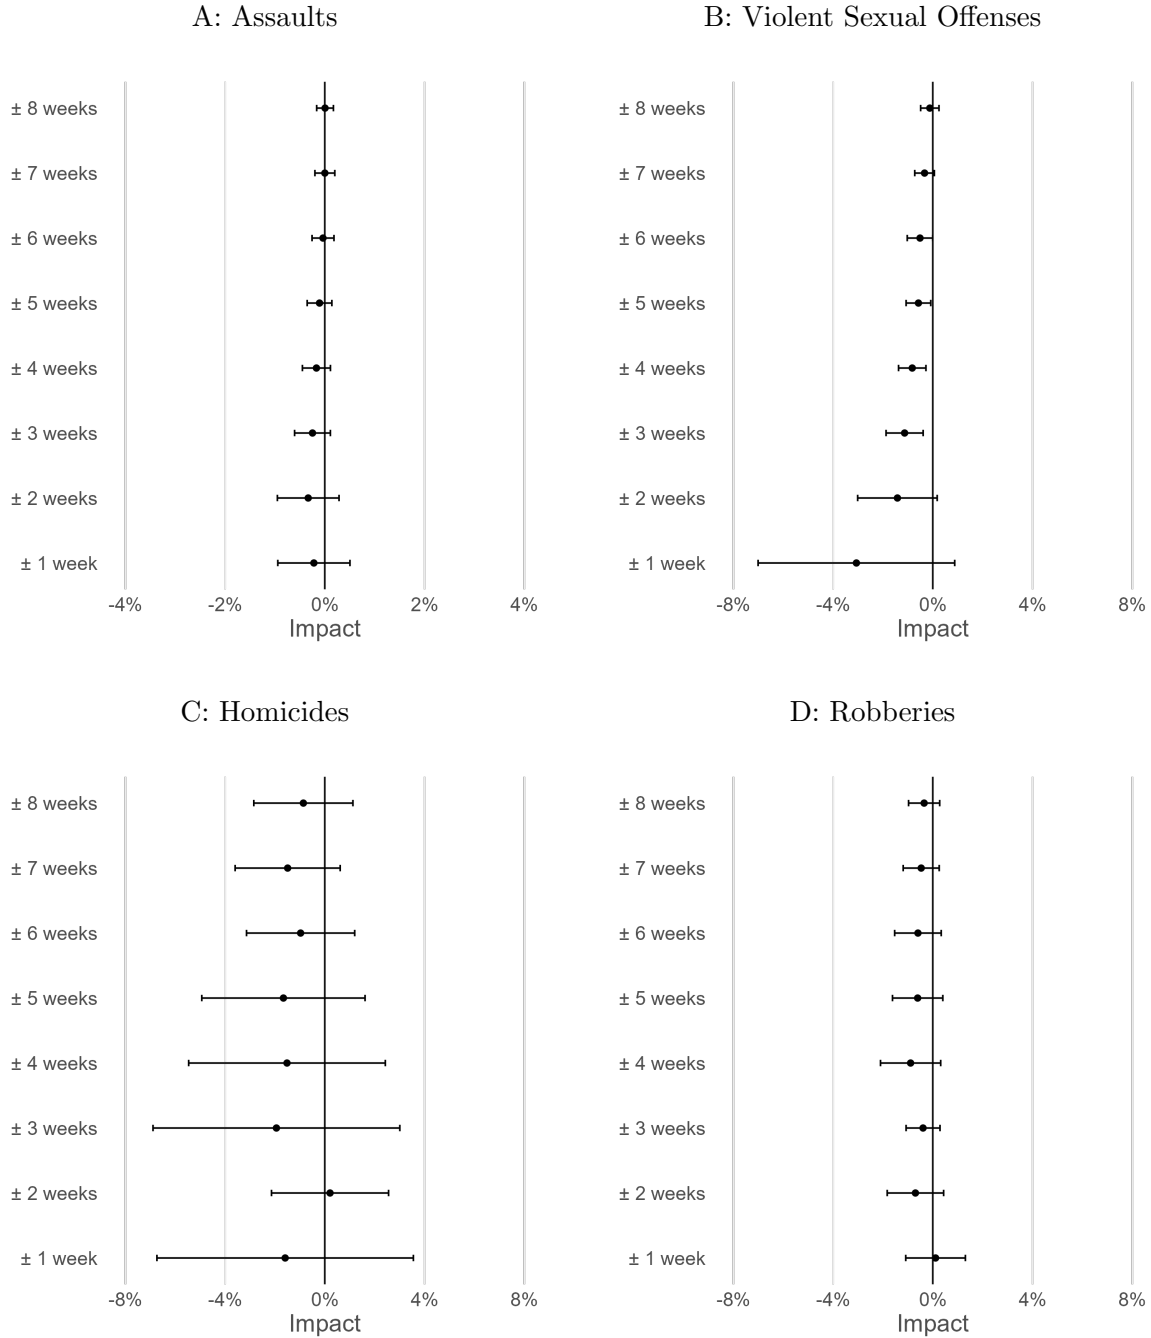 A: Assaults
± 8 weeks
± 7 weeks
± 6 weeks
± 5 weeks
± 4 weeks
± 3 weeks
± 2 weeks
± 1 week
-4% -2% 0% 2% 4%
Impact
B: Violent Sexual Offenses
± 8 weeks
± 7 weeks
± 6 weeks
± 5 weeks
± 4 weeks
± 3 weeks
± 2 weeks
± 1 week
-8% -4% 0% 4% 8%
Impact
C: Homicides
± 8 weeks
± 7 weeks
± 6 weeks
± 5 weeks
± 4 weeks
± 3 weeks
± 2 weeks
± 1 week
-8% -4% 0% 4% 8%
Impact
D: Robberies
± 8 weeks
± 7 weeks
± 6 weeks
± 5 weeks
± 4 weeks
± 3 weeks
± 2 weeks
± 1 week
-8% -4% 0% 4% 8%
Impact